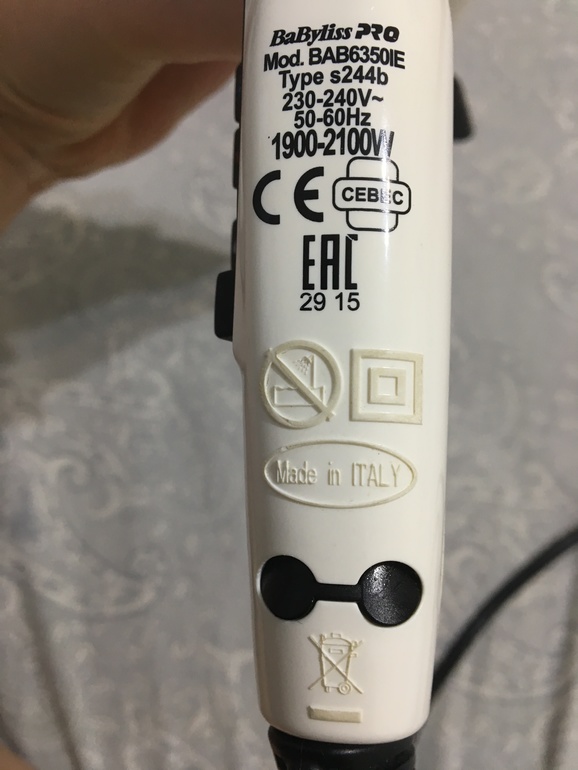 BaByliss PRO
Mod. BAB6350IE
Type s244b
230-240V~
50-60Hz
1900-2100W
CE CEBEC
EAC
29 15
Made in ITALY